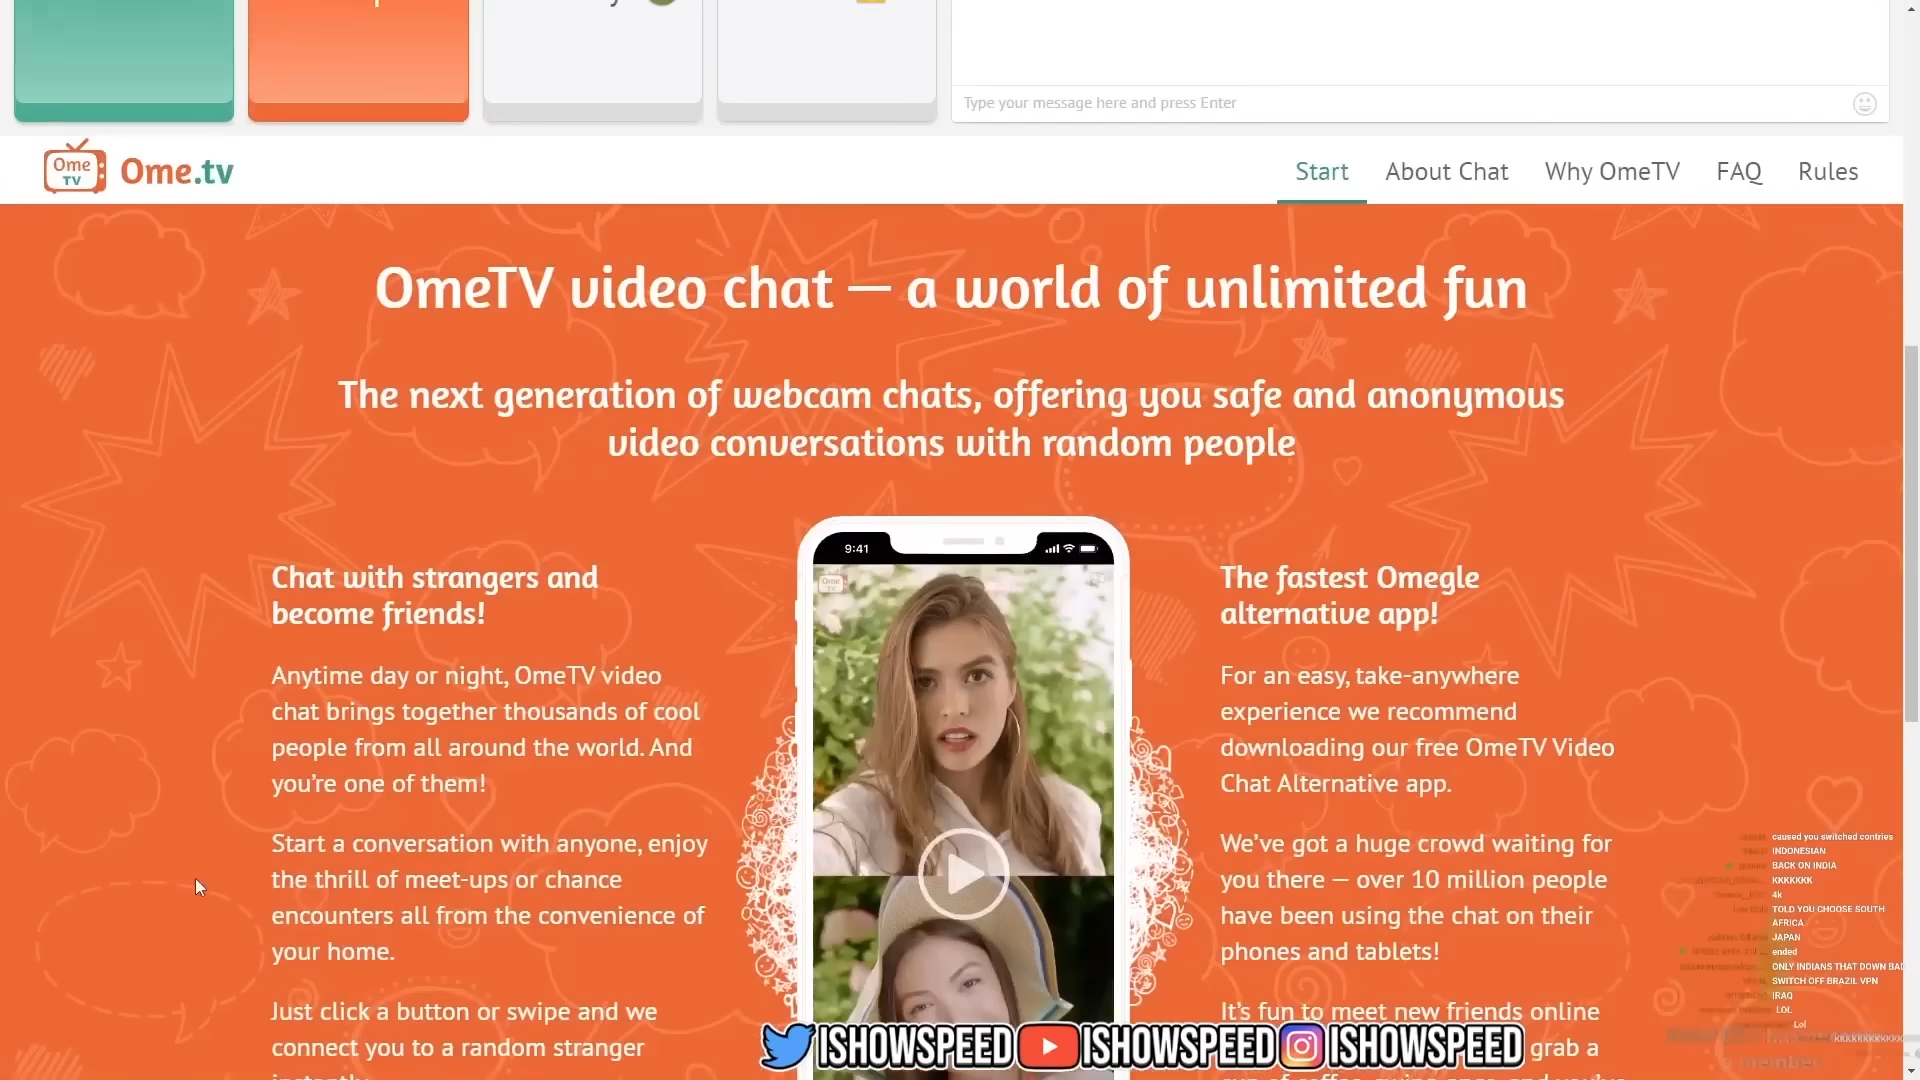 Type your message here and press Enter
Ome TV
Ome.tv
Start
About Chat
Why OmeTV
FAQ
Rules
OmeTV video chat — a world of unlimited fun
The next generation of webcam chats, offering you safe and anonymous
video conversations with random people
Chat with strangers and
become friends!
Anytime day or night, OmeTV video
chat brings together thousands of cool
people from all around the world. And
you're one of them!
Start a conversation with anyone, enjoy
the thrill of meet-ups or chance
encounters all from the convenience of
your home.
Just click a button or swipe and we
connect you to a random stranger
9:41
The fastest Omegle
alternative app!
For an easy, take-anywhere
experience we recommend
downloading our free OmeTV Video
Chat Alternative app.
We've got a huge crowd waiting for
you there — over 10 million people
have been using the chat on their
phones and tablets!
It's fun to meet new friends online
grab a
caused you switched contries
INDONESIAN
BACK ON INDIA
KKKKKKK
4k
TOLD YOU CHOOSE SOUTH
AFRICA
JAPAN
ended
ONLY INDIANS THAT DOWN BAD
SWITCH OFF BRAZIL VPN
IRAQ
LOL
Lol
member
ISHOWSPEED
ISHOWSPEED
ISHOWSPEED